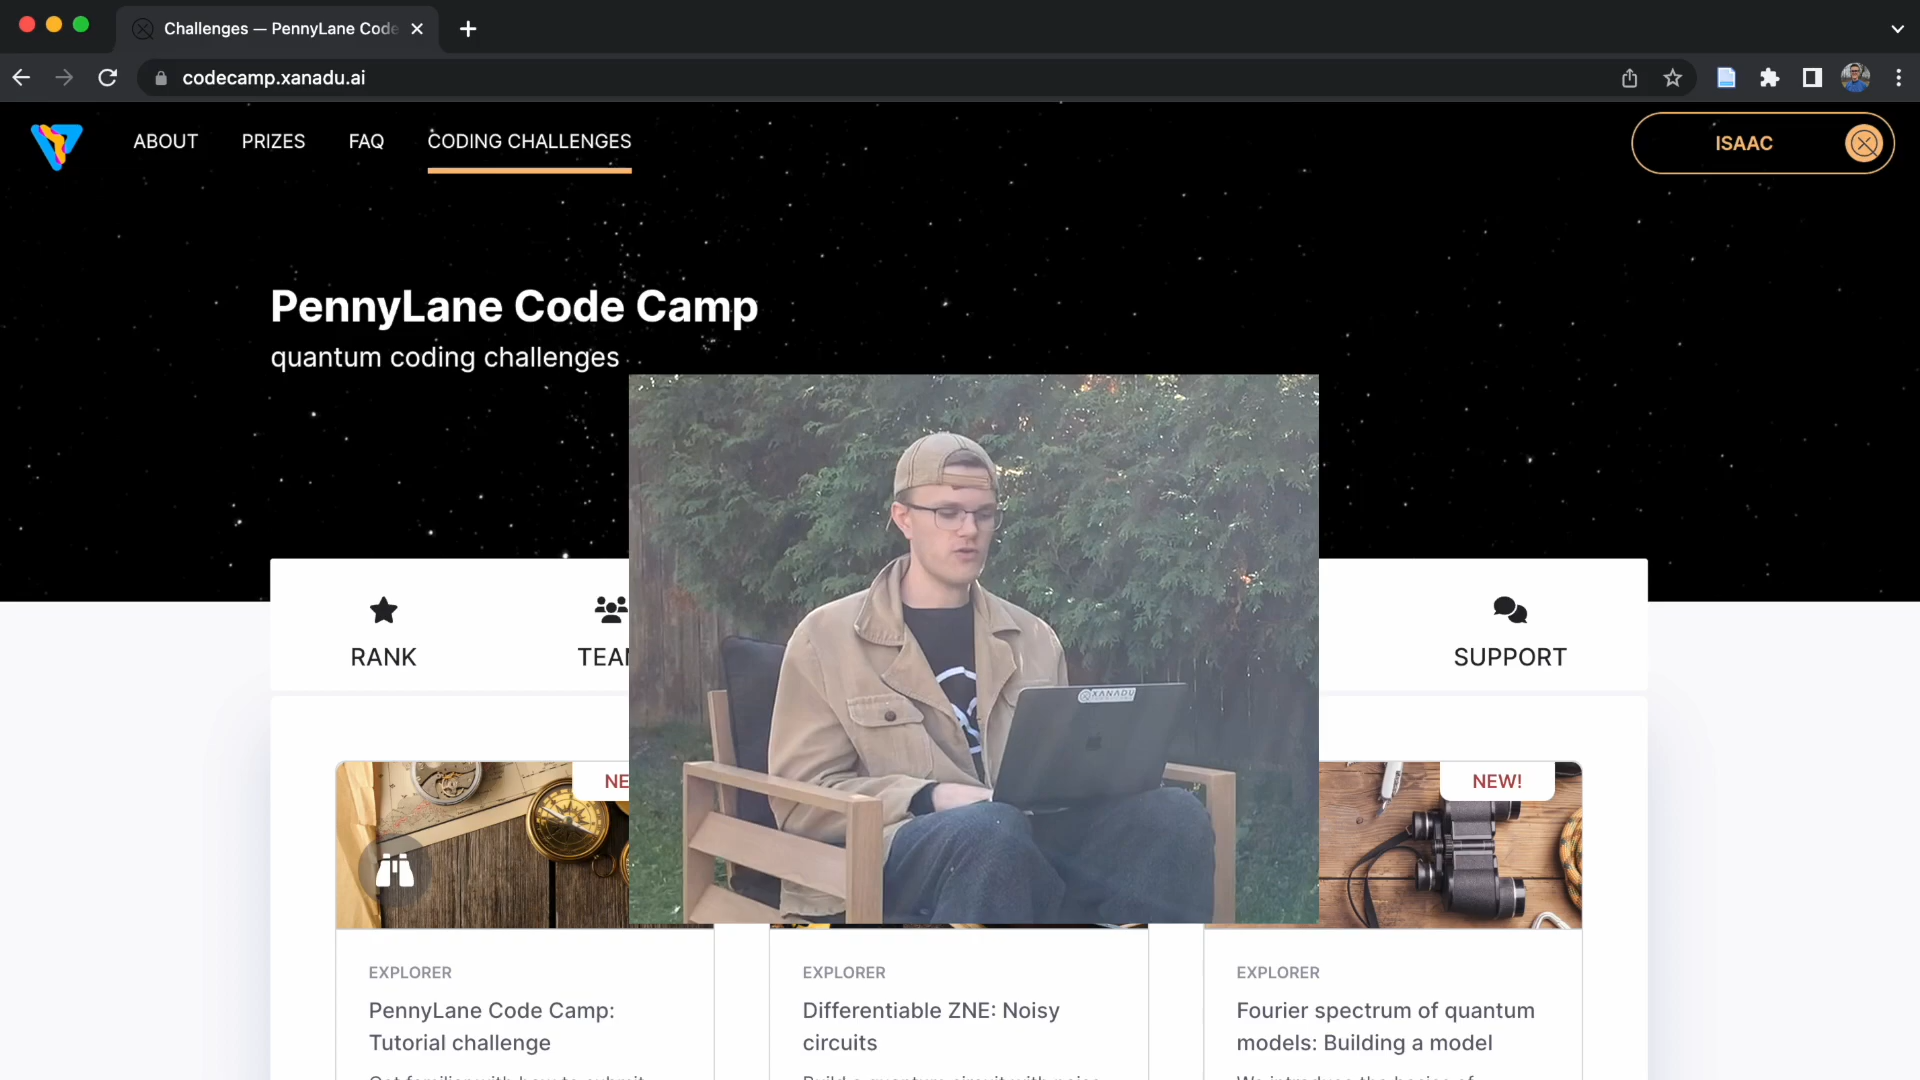 Challenges — PennyLane Code
codecamp.xanadu.ai
ABOUT PRIZES FAQ CODING CHALLENGES ISAAC
PennyLane Code Camp
quantum coding challenges
RANK SUPPORT
XANADU
NEW!
EXPLORER
PennyLane Code Camp:
Tutorial challenge
EXPLORER
Differentiable ZNE: Noisy
circuits
EXPLORER
Fourier spectrum of quantum
models: Building a model